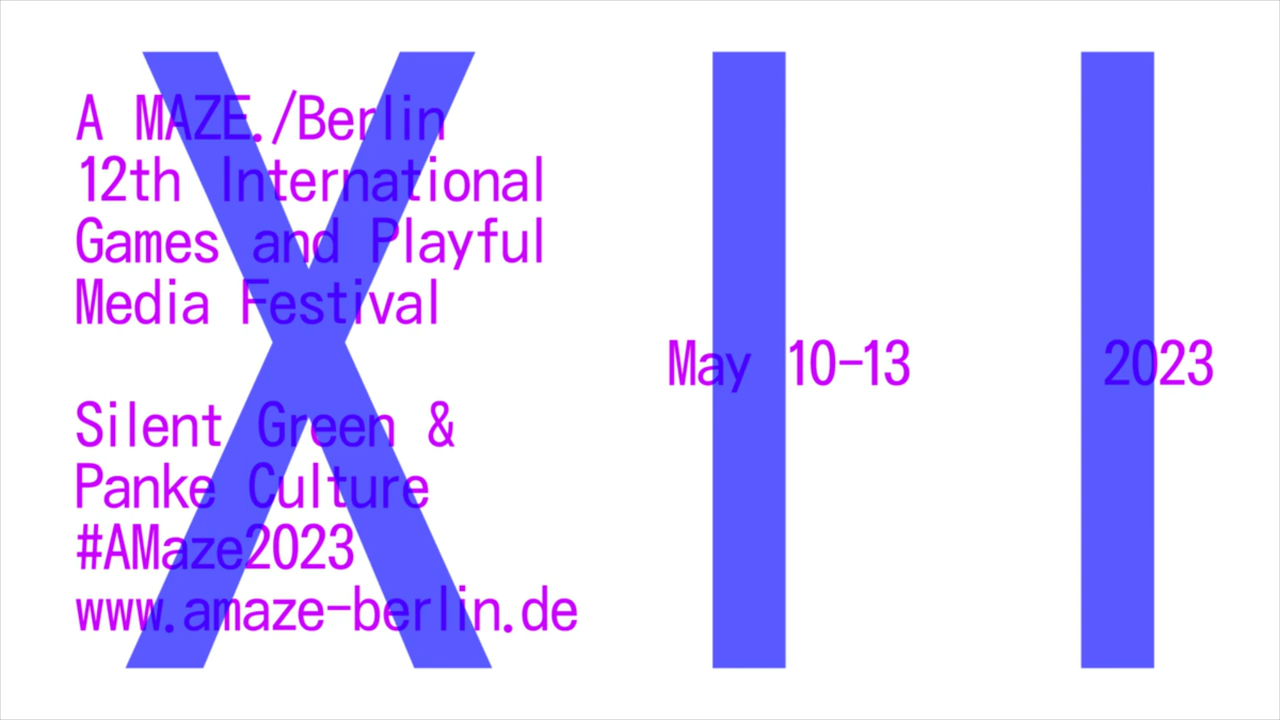 XII
A MAZE./Berlin
12th International
Games and Playful
Media Festival
Silent Green &
Panke Culture
#AMaze2023
www.amaze-berlin.de
May 10-13 2023